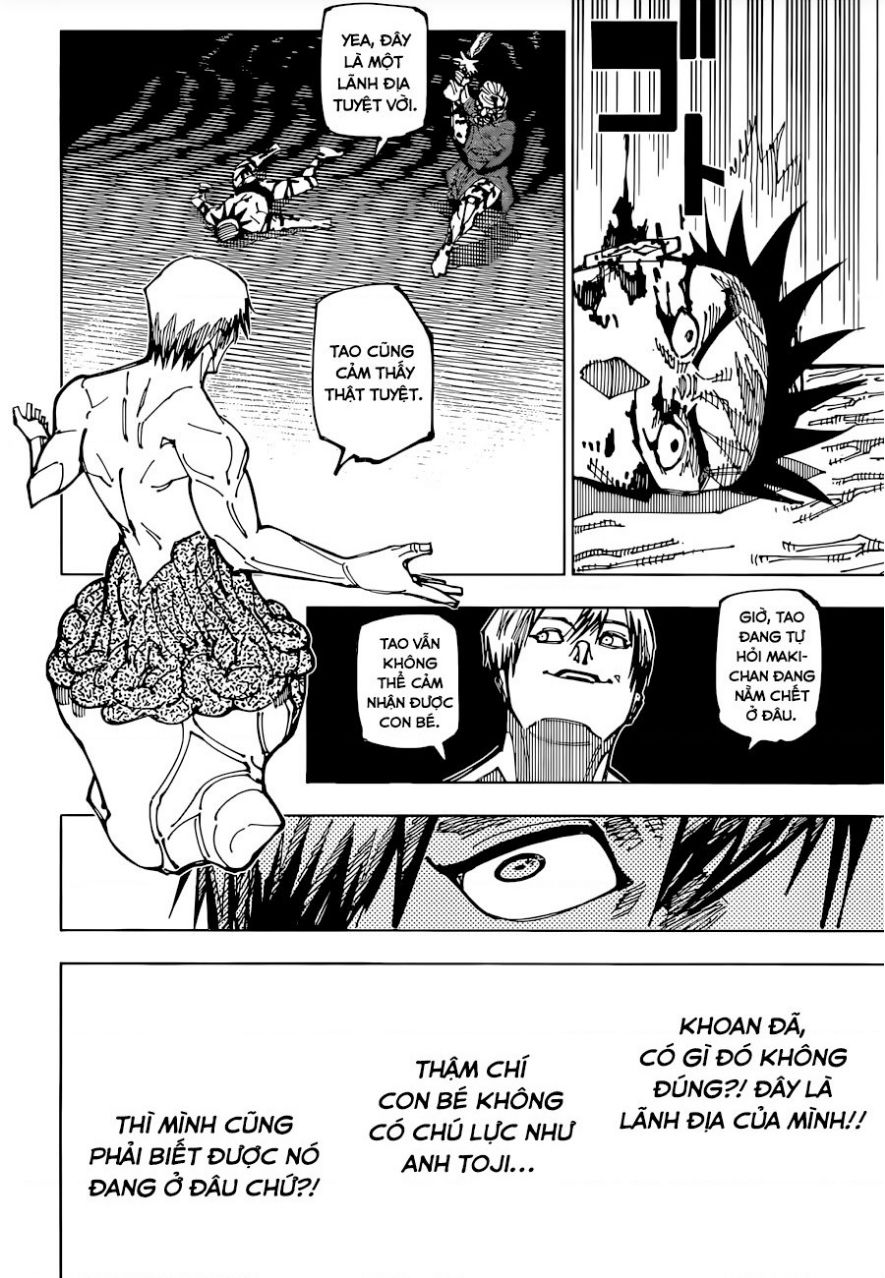 ゴト
YEA, ĐÂY
LÀ MỘT
LÃNH ĐỊA
TUYỆT VỜI.
TAO CŨNG
CẢM THẤY
THẬT TUYỆT.
GIỜ, TAO
ĐANG TỰ
HỎI MAKI-
CHAN ĐANG
NẰM CHẾT
Ở ĐÂU.
TAO VẪN
KHÔNG
THỂ CẢM
NHẬN ĐƯỢC
CON BÉ.
KHOAN ĐÃ,
CÓ GÌ ĐÓ KHÔNG
ĐÚNG?! ĐÂY LÀ
LÃNH ĐỊA CỦA MÌNH!!
THẬM CHÍ
CON BÉ KHÔNG
CÓ CHÚ LỰC NHƯ
ANH TOJI...
THÌ MÌNH CŨNG
PHẢI BIẾT ĐƯỢC NÓ
ĐANG Ở ĐÂU CHỨ?!